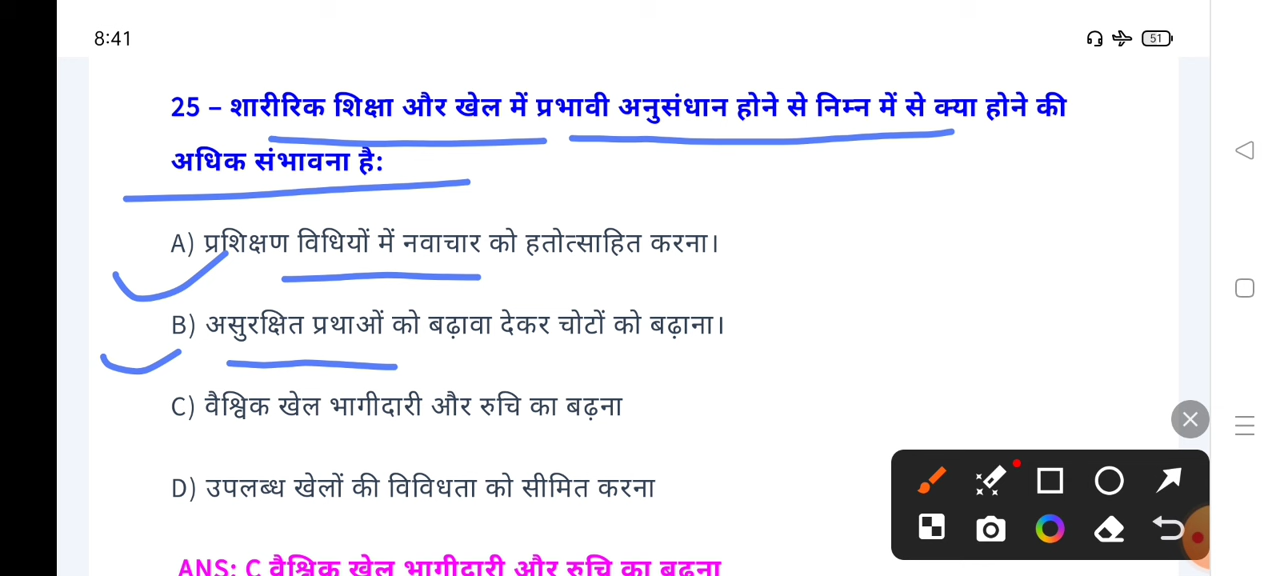 8:41
51
25 – शारीरिक शिक्षा और खेल में प्रभावी अनुसंधान होने से निम्न में से क्या होने की
अधिक संभावना है:
A) प्रशिक्षण विधियों में नवाचार को हतोत्साहित करना।
B) असुरक्षित प्रथाओं को बढ़ावा देकर चोटों को बढ़ाना।
C) वैश्विक खेल भागीदारी और रुचि का बढ़ना
D) उपलब्ध खेलों की विविधता को सीमित करना
ANS: C वैश्विक खेल भागीदारी और रुचि का बढ़ना